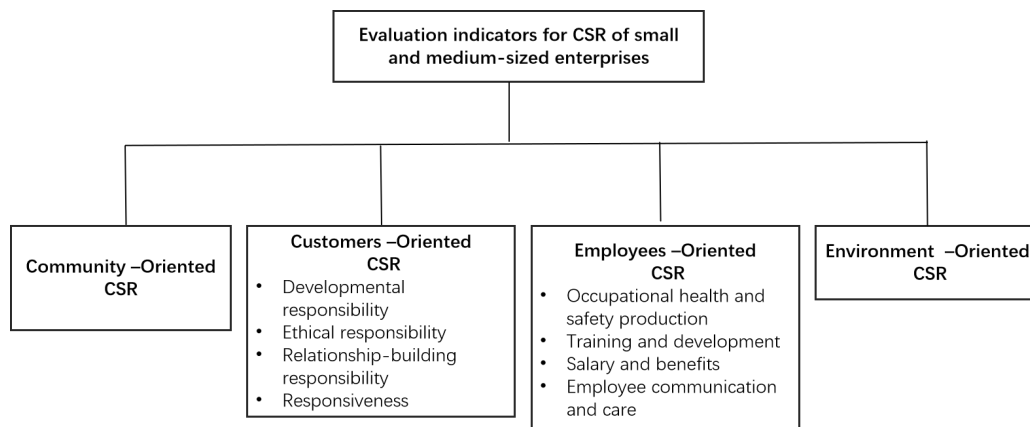 Evaluation indicators for CSR of small
and medium-sized enterprises
Community –Oriented
CSR
Customers –Oriented
CSR
• Developmental
responsibility
• Ethical responsibility
• Relationship-building
responsibility
• Responsiveness
Employees –Oriented
CSR
• Occupational health and
safety production
• Training and development
• Salary and benefits
• Employee communication
and care
Environment –Oriented
CSR